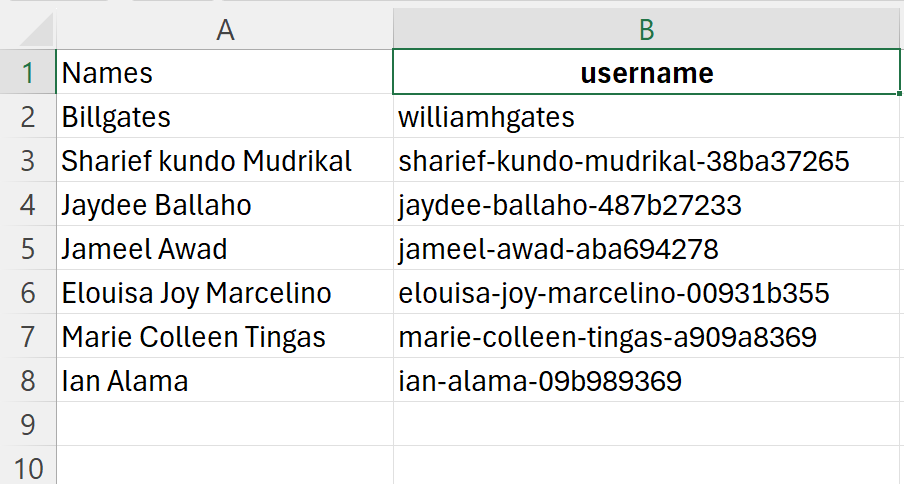 A B
1 Names username
2 Billgates williamhgates
3 Sharief kundo Mudrikal sharief-kundo-mudrikal-38ba37265
4 Jaydee Ballaho jaydee-ballaho-487b27233
5 Jameel Awad jameel-awad-aba694278
6 Elouisa Joy Marcelino elouisa-joy-marcelino-00931b355
7 Marie Colleen Tingas marie-colleen-tingas-a909a8369
8 Ian Alama ian-alama-09b989369
9
10